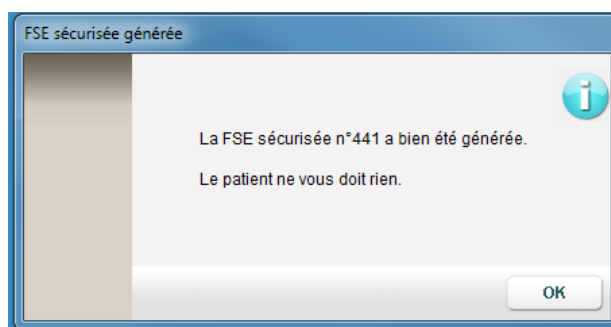 FSE sécurisée générée
La FSE sécurisée n°441 a bien été générée.
Le patient ne vous doit rien.
OK